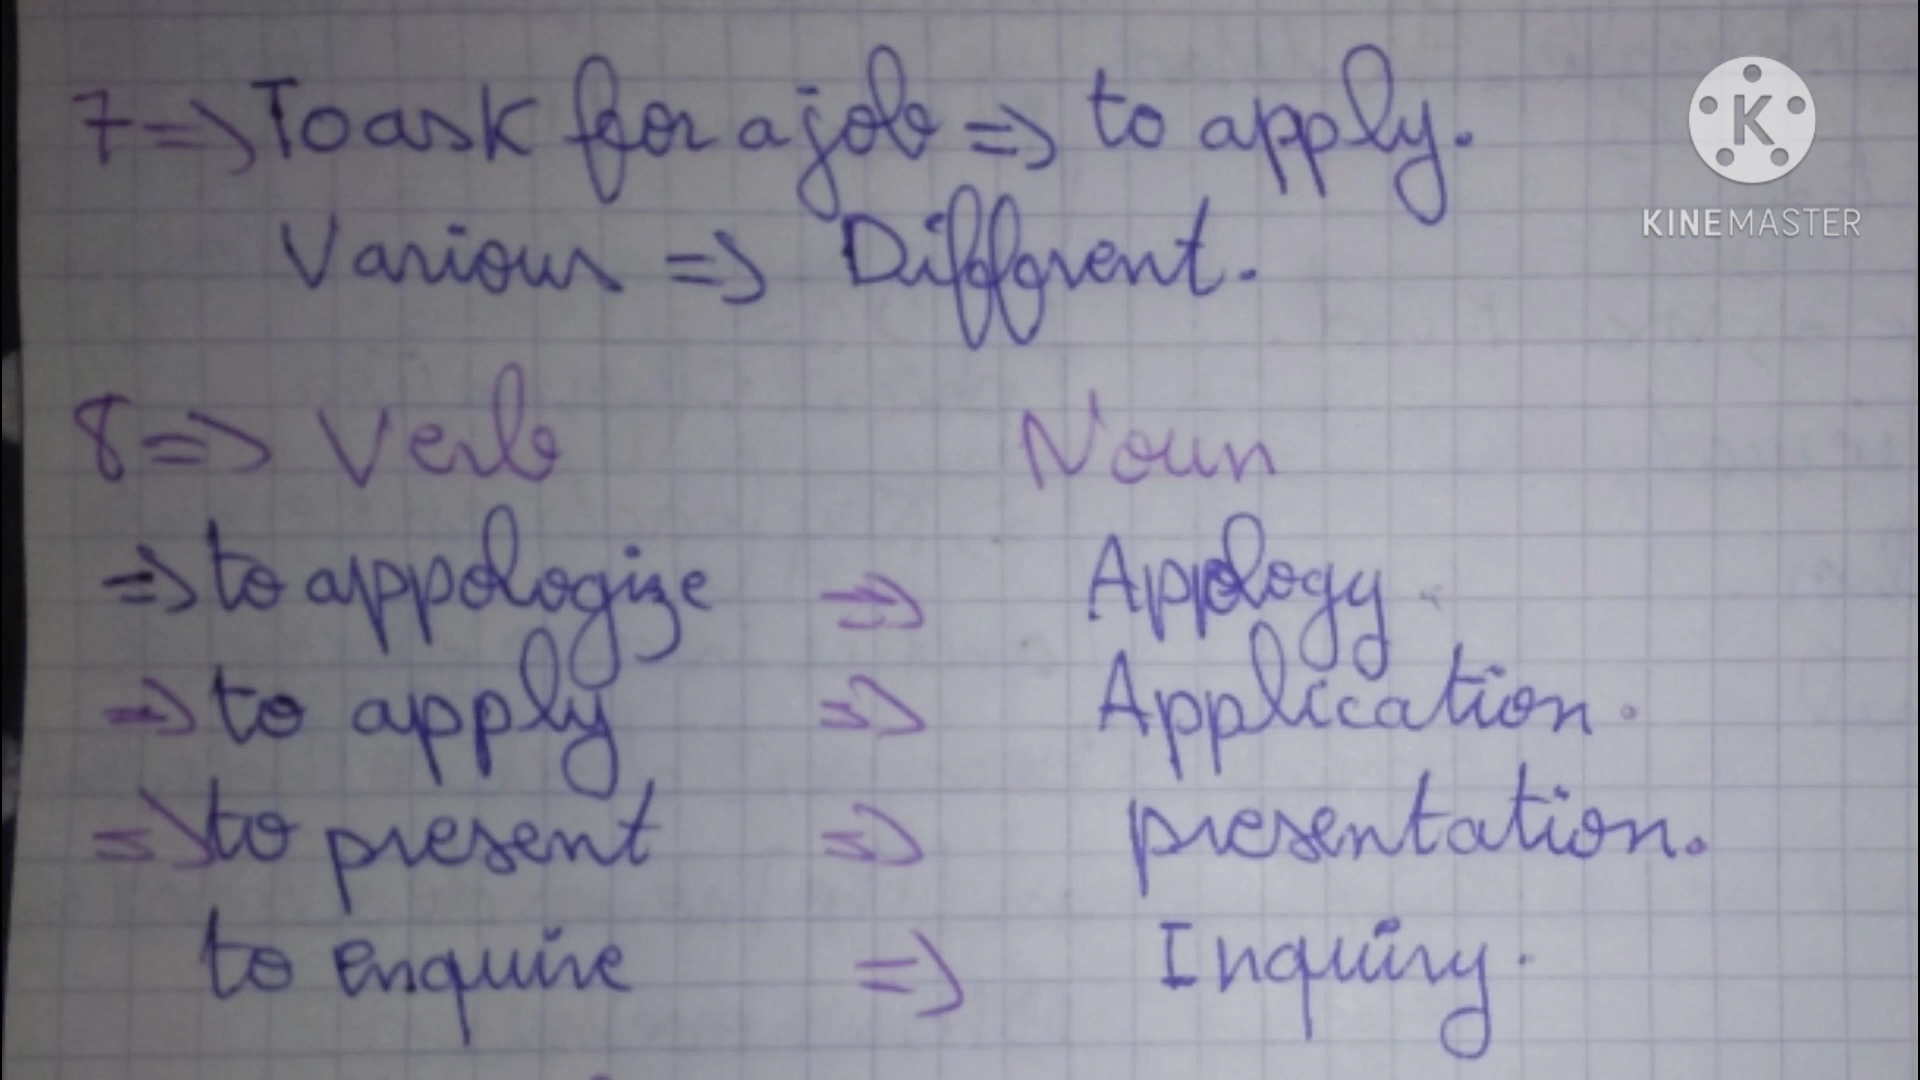 7 => To ask for a job => to apply.
Various => Different.
8 => Verb Noun
=> to appologize => Appology.
=> to apply => Application.
=> to present => presentation.
to enquire => Inquiry.
K
KINEMASTER